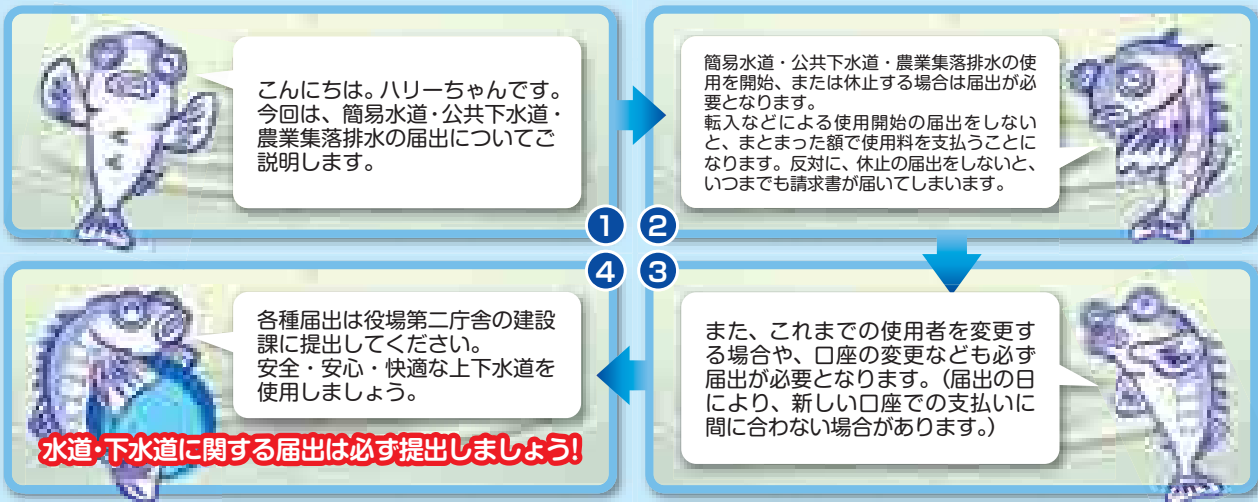 こんにちは。ハリーちゃんです。
今回は、簡易水道・公共下水道・
農業集落排水の届出についてご
説明します。
1
2
簡易水道・公共下水道・農業集落排水の使
用を開始、または休止する場合は届出が必
要となります。
転入などによる使用開始の届出をしない
と、まとまった額で使用料を支払うことに
なります。反対に、休止の届出をしないと、
いつまでも請求書が届いてしまいます。
3
また、これまでの使用者を変更す
る場合や、口座の変更なども必ず
届出が必要となります。(届出の日
により、新しい口座での支払いに
間に合わない場合があります。)
4
各種届出は役場第二庁舎の建設
課に提出してください。
安全・安心・快適な上下水道を
使用しましょう。
水道・下水道に関する届出は必ず提出しましょう!